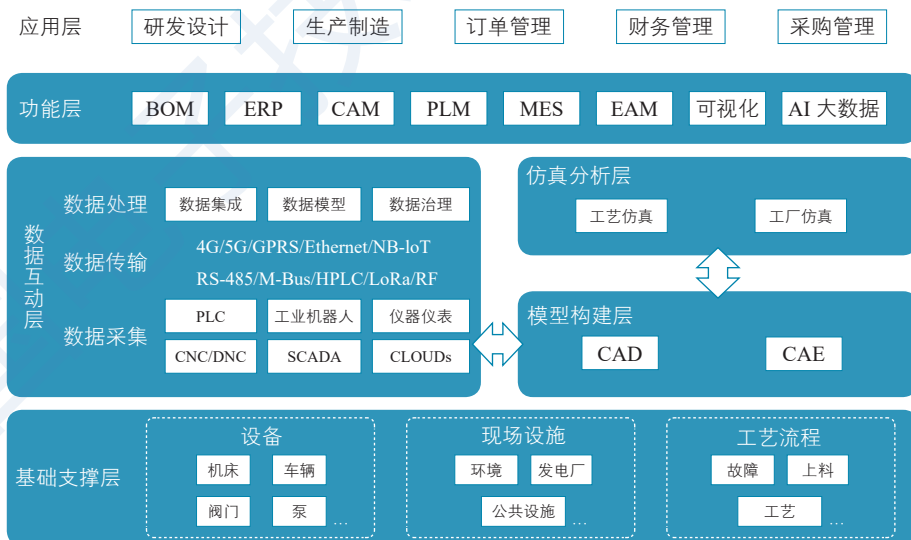 应用层 研发设计 生产制造 订单管理 财务管理 采购管理
功能层 BOM ERP CAM PLM MES EAM 可视化 AI 大数据
数据互动层
数据处理 数据集成 数据模型 数据治理
数据传输 4G/5G/GPRS/Ethernet/NB-loT
RS-485/M-Bus/HPLC/LoRa/RF
数据采集 PLC 工业机器人 仪器仪表
CNC/DNC SCADA CLOUDs
仿真分析层
工艺仿真 工厂仿真
模型构建层
CAD CAE
基础支撑层
设备
机床 车辆
阀门 泵 …
现场设施
环境 发电厂
公共设施 …
工艺流程
故障 上料
工艺 …